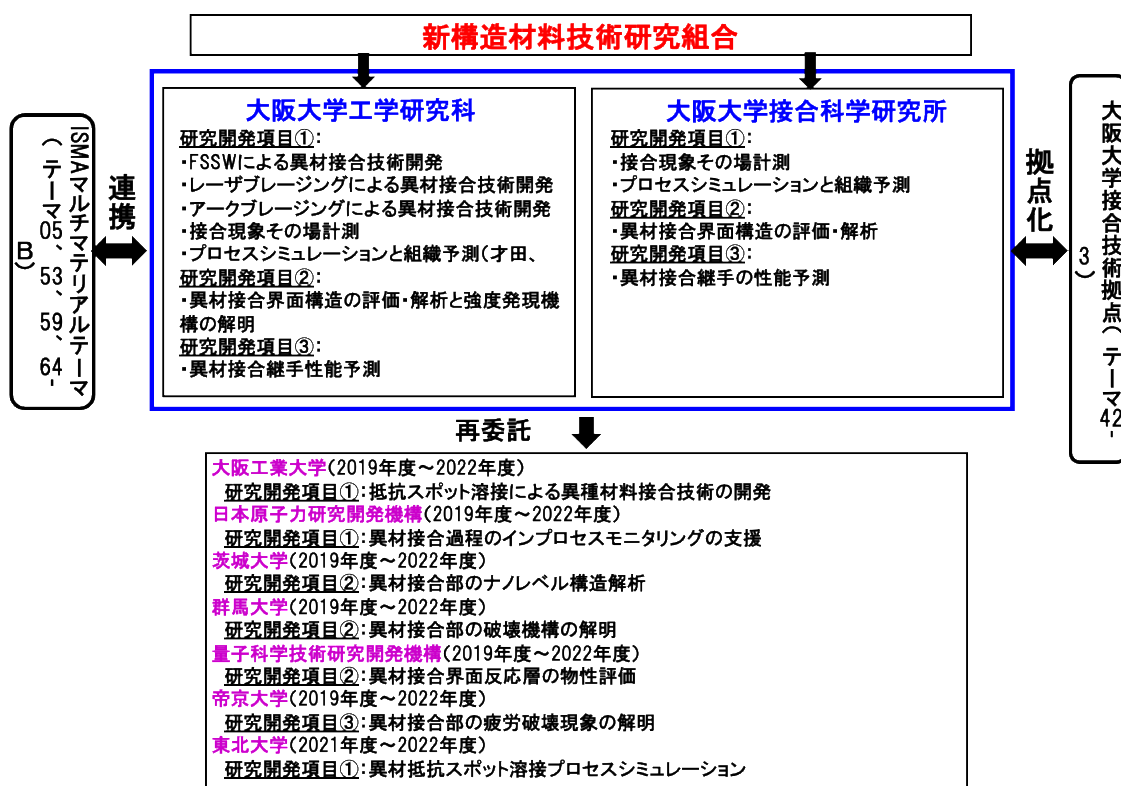 新構造材料技術研究組合
ISMAマルチマテリアルテーマ
(テーマ05、53、59、64-
B)
連携
大阪大学工学研究科
研究開発項目①:
・FSSWによる異材接合技術開発
・レーザブレージングによる異材接合技術開発
・アークブレージングによる異材接合技術開発
・接合現象その場計測
・プロセスシミュレーションと組織予測(才田、
研究開発項目②:
・異材接合界面構造の評価・解析と強度発現機
構の解明
研究開発項目③:
・異材接合継手性能予測
大阪大学接合科学研究所
研究開発項目①:
・接合現象その場計測
・プロセスシミュレーションと組織予測
研究開発項目②:
・異材接合界面構造の評価・解析
研究開発項目③:
・異材接合継手の性能予測
拠点化
大阪大学接合技術拠点(テーマ42-
3)
再委託
大阪工業大学(2019年度～2022年度)
研究開発項目①:抵抗スポット溶接による異種材料接合技術の開発
日本原子力研究開発機構(2019年度～2022年度)
研究開発項目①:異材接合過程のインプロセスモニタリングの支援
茨城大学(2019年度～2022年度)
研究開発項目②:異材接合部のナノレベル構造解析
群馬大学(2019年度～2022年度)
研究開発項目②:異材接合部の破壊機構の解明
量子科学技術研究開発機構(2019年度～2022年度)
研究開発項目②:異材接合界面反応層の物性評価
帝京大学(2019年度～2022年度)
研究開発項目③:異材接合部の疲労破壊現象の解明
東北大学(2021年度～2022年度)
研究開発項目①:異材抵抗スポット溶接プロセスシミュレーション